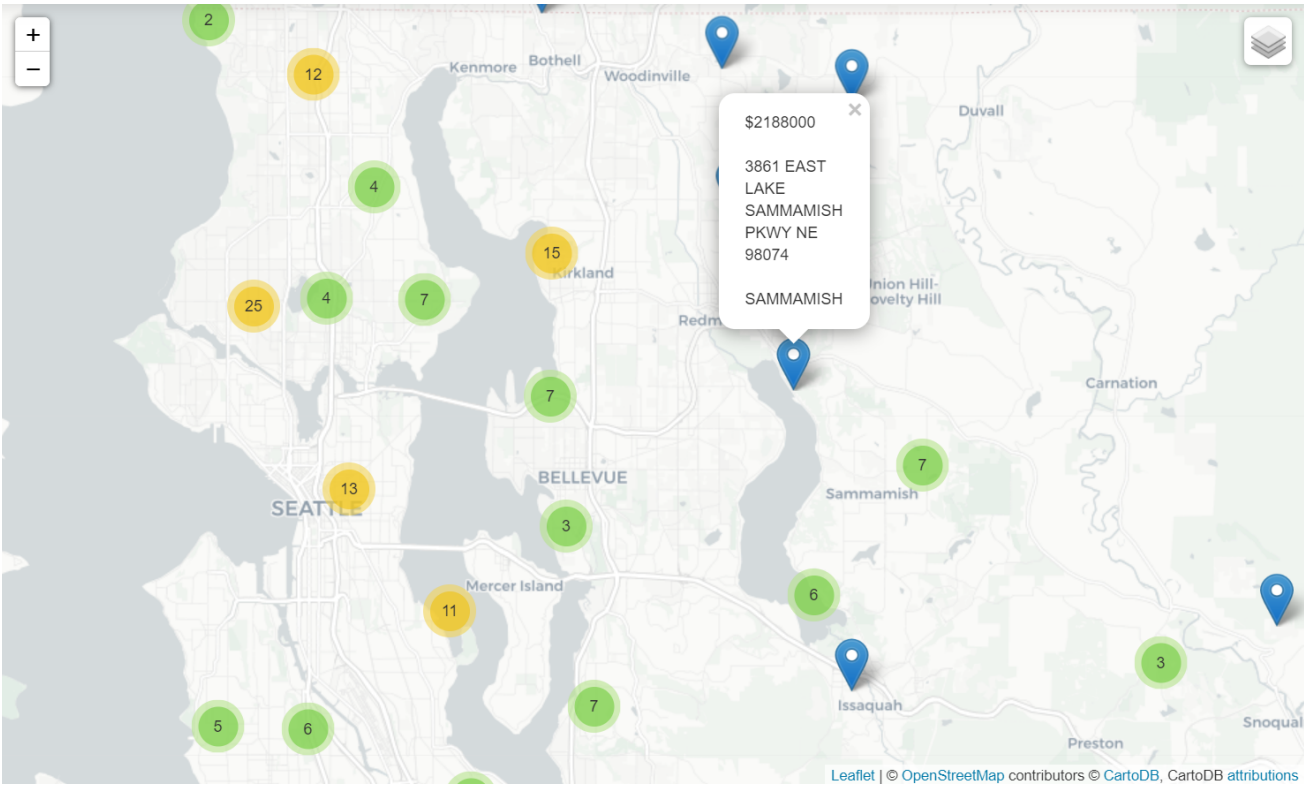 2
+
−
12
Kenmore
Bothell
Woodinville
Duvall
×
$2188000
3861 EAST
LAKE
SAMMAMISH
PKWY NE
98074
SAMMAMISH
4
15
Kirkland
25
4
7
nion Hill-
ovelty Hill
Redm
7
Carnation
BELLEVUE
7
Sammamish
13
SEATTLE
3
Mercer Island
6
11
3
7
Issaquah
5
6
Snoqual
Preston
Leaflet | © OpenStreetMap contributors © CartoDB, CartoDB attributions